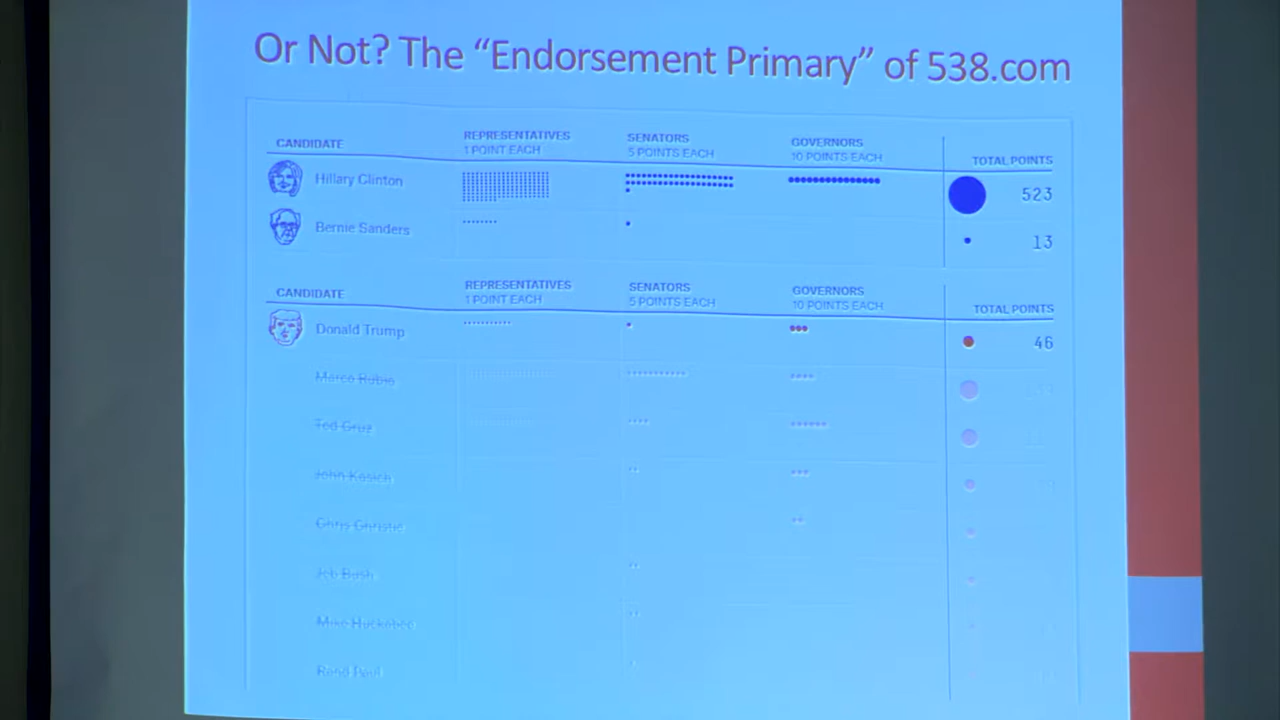 Or Not? The “Endorsement Primary” of 538.com
CANDIDATE REPRESENTATIVES 1 POINT EACH SENATORS 5 POINTS EACH GOVERNORS 10 POINTS EACH TOTAL POINTS
Hillary Clinton 523
Bernie Sanders 13
CANDIDATE REPRESENTATIVES 1 POINT EACH SENATORS 5 POINTS EACH GOVERNORS 10 POINTS EACH TOTAL POINTS
Donald Trump 46
Marco Rubio
Ted Cruz
John Kasich
Chris Christie
Jeb Bush
Mike Huckabee
Rand Paul